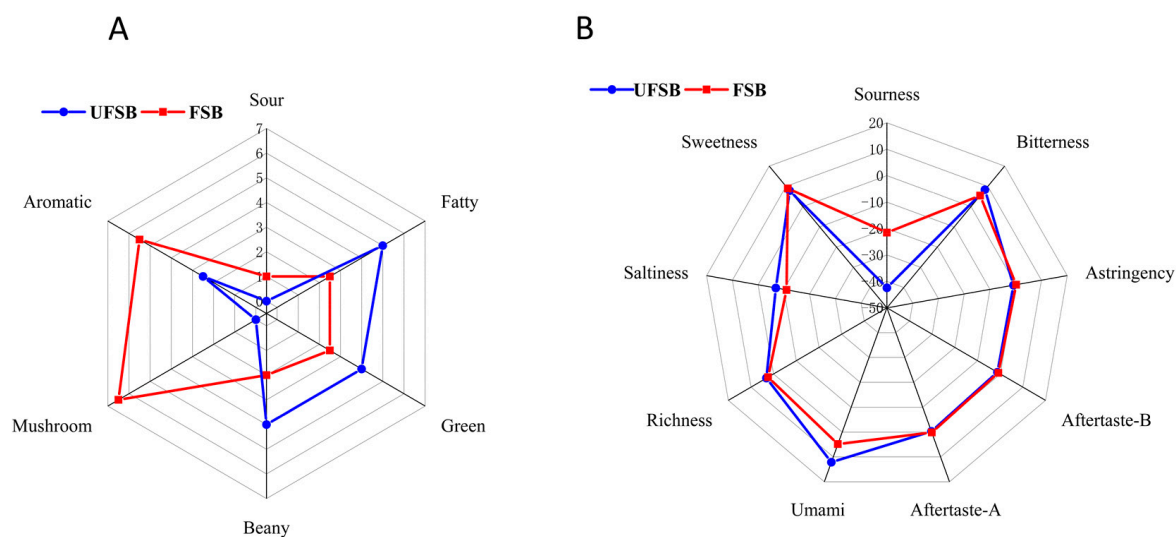 A
UFSB FSB
Sour
7
6
5
4
3
2
1
0
Fatty
Green
Beany
Mushroom
Aromatic
B
UFSB FSB
Sourness
20
10
0
-10
-20
-30
-40
50
Bitterness
Astringency
Aftertaste-B
Aftertaste-A
Umami
Richness
Saltiness
Sweetness